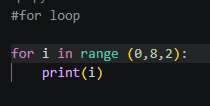 #for loop
for i in range (0,8,2):
    print(i)